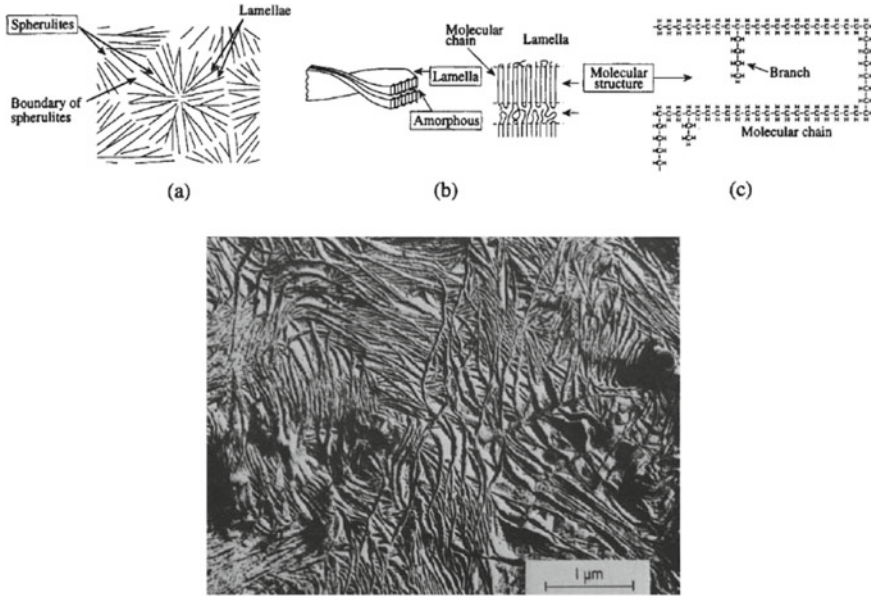 Spherulites
Lamellae
Boundary of
spherulites
(a)
Molecular
chain
Lamella
Lamella
Amorphous
(b)
Molecular
structure
Branch
Molecular chain
(c)
1 µm